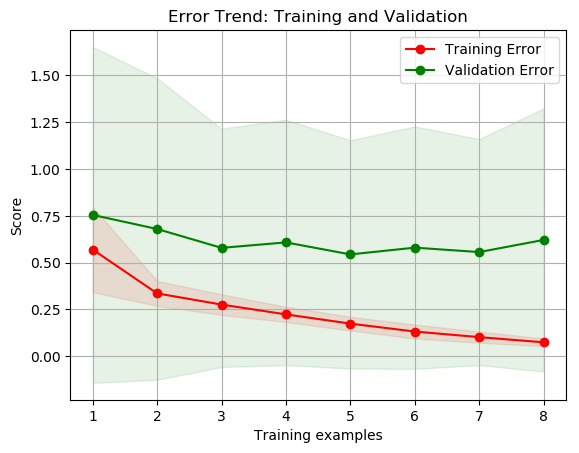 Error Trend: Training and Validation
Training Error
Validation Error
Score
1.50
1.25
1.00
0.75
0.50
0.25
0.00
1 2 3 4 5 6 7 8
Training examples